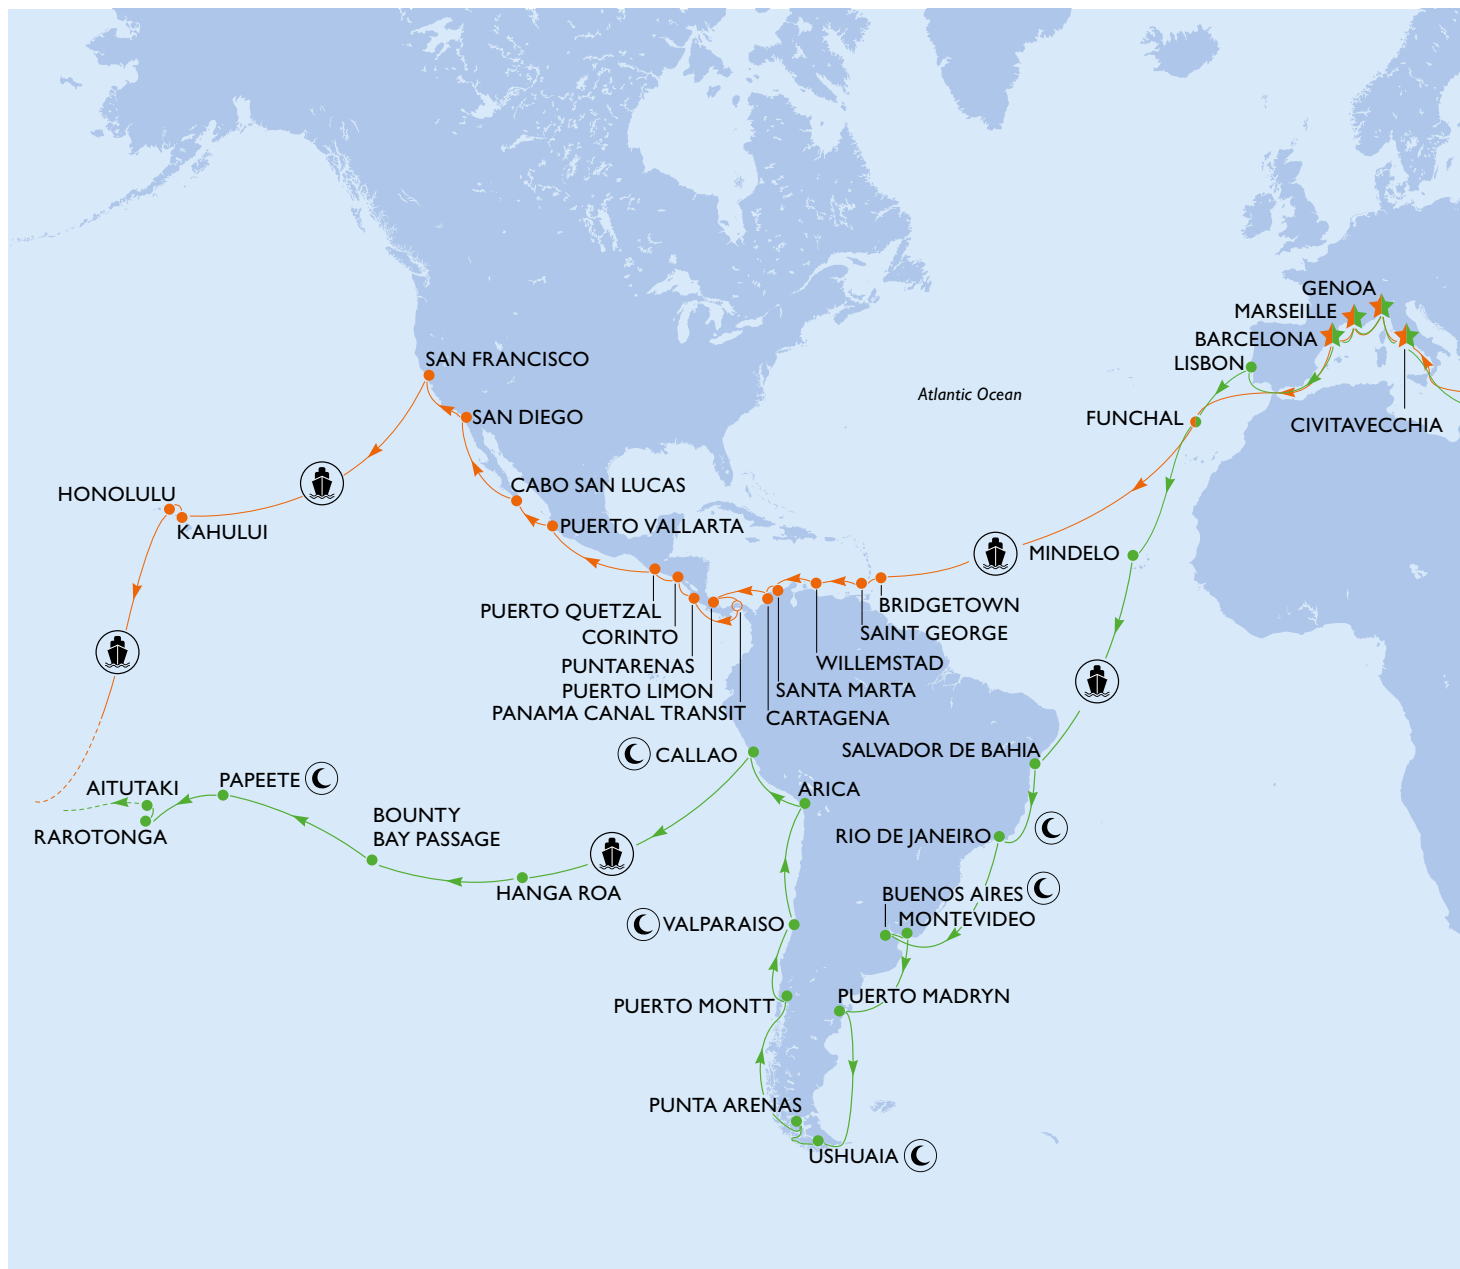 GENOA
MARSEILLE
BARCELONA
LISBON
SAN FRANCISCO
Atlantic Ocean
SAN DIEGO
FUNCHAL
CIVITAVECCHIA
CABO SAN LUCAS
HONOLULU
PUERTO VALLARTA
KAHULUI
MINDELO
PUERTO QUETZAL
BRIDGETOWN
CORINTO
SAINT GEORGE
PUNTARENAS
WILLEMSTAD
PUERTO LIMON
SANTA MARTA
PANAMA CANAL TRANSIT
CARTAGENA
SALVADOR DE BAHIA
CALLAO
PAPEETE
AITUTAKI
ARICA
BOUNTY
BAY PASSAGE
RAROTONGA
RIO DE JANEIRO
HANGA ROA
BUENOS AIRES
MONTEVIDEO
VALPARAISO
PUERTO MADRYN
PUERTO MONTT
PUNTA ARENAS
USHUAIA